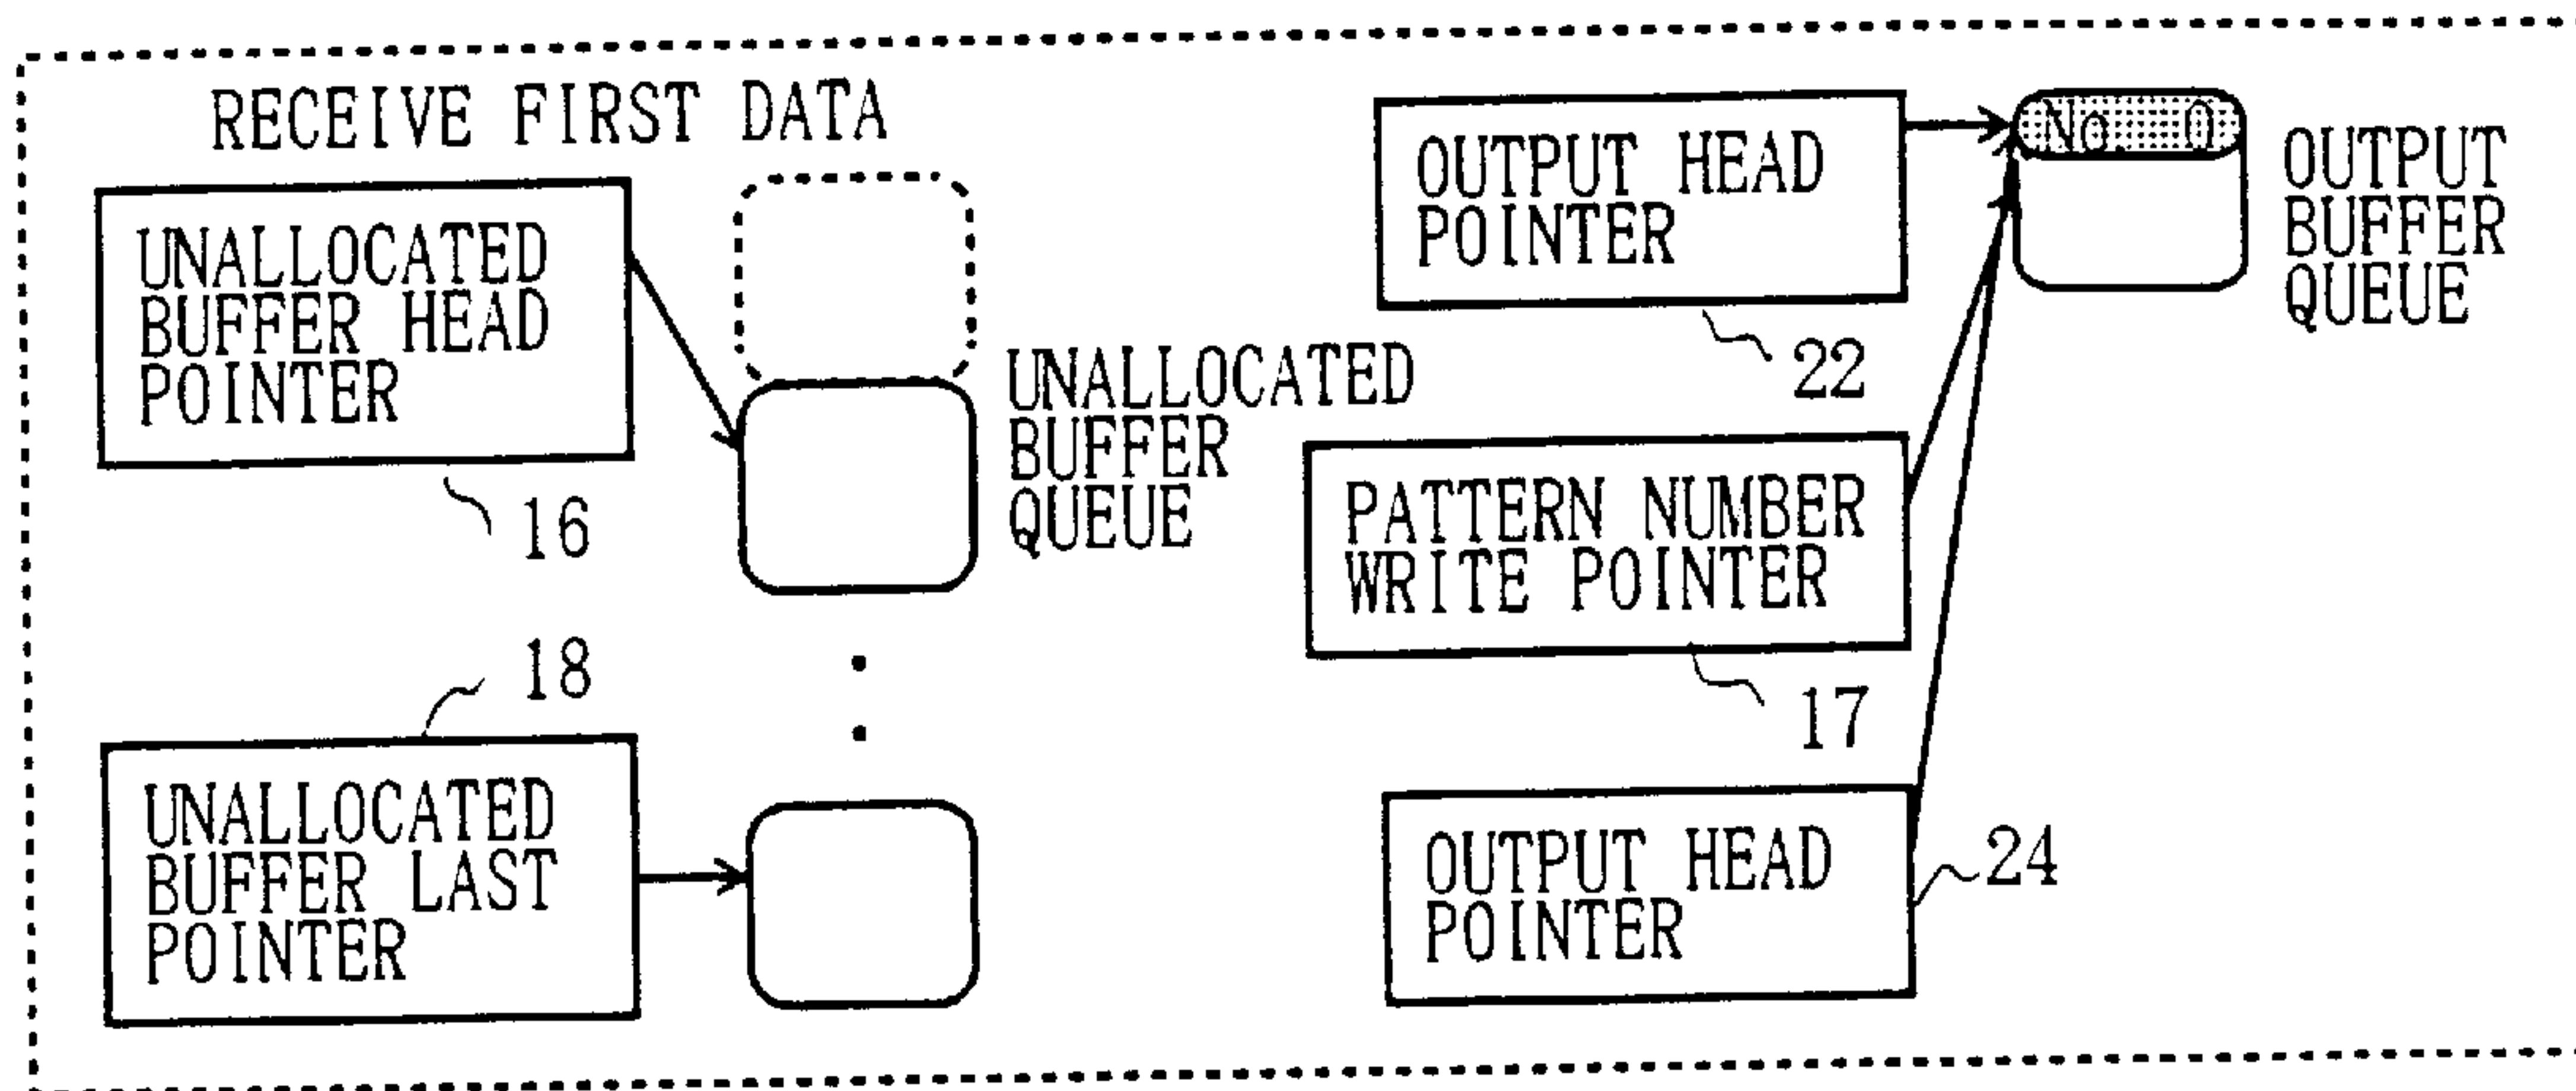 RECEIVE FIRST DATA
UNALLOCATED
BUFFER HEAD
POINTER
16
UNALLOCATED
BUFFER
QUEUE
18
UNALLOCATED
BUFFER LAST
POINTER
OUTPUT HEAD
POINTER
22
No. 0
OUTPUT
BUFFER
QUEUE
PATTERN NUMBER
WRITE POINTER
17
OUTPUT HEAD
POINTER
24